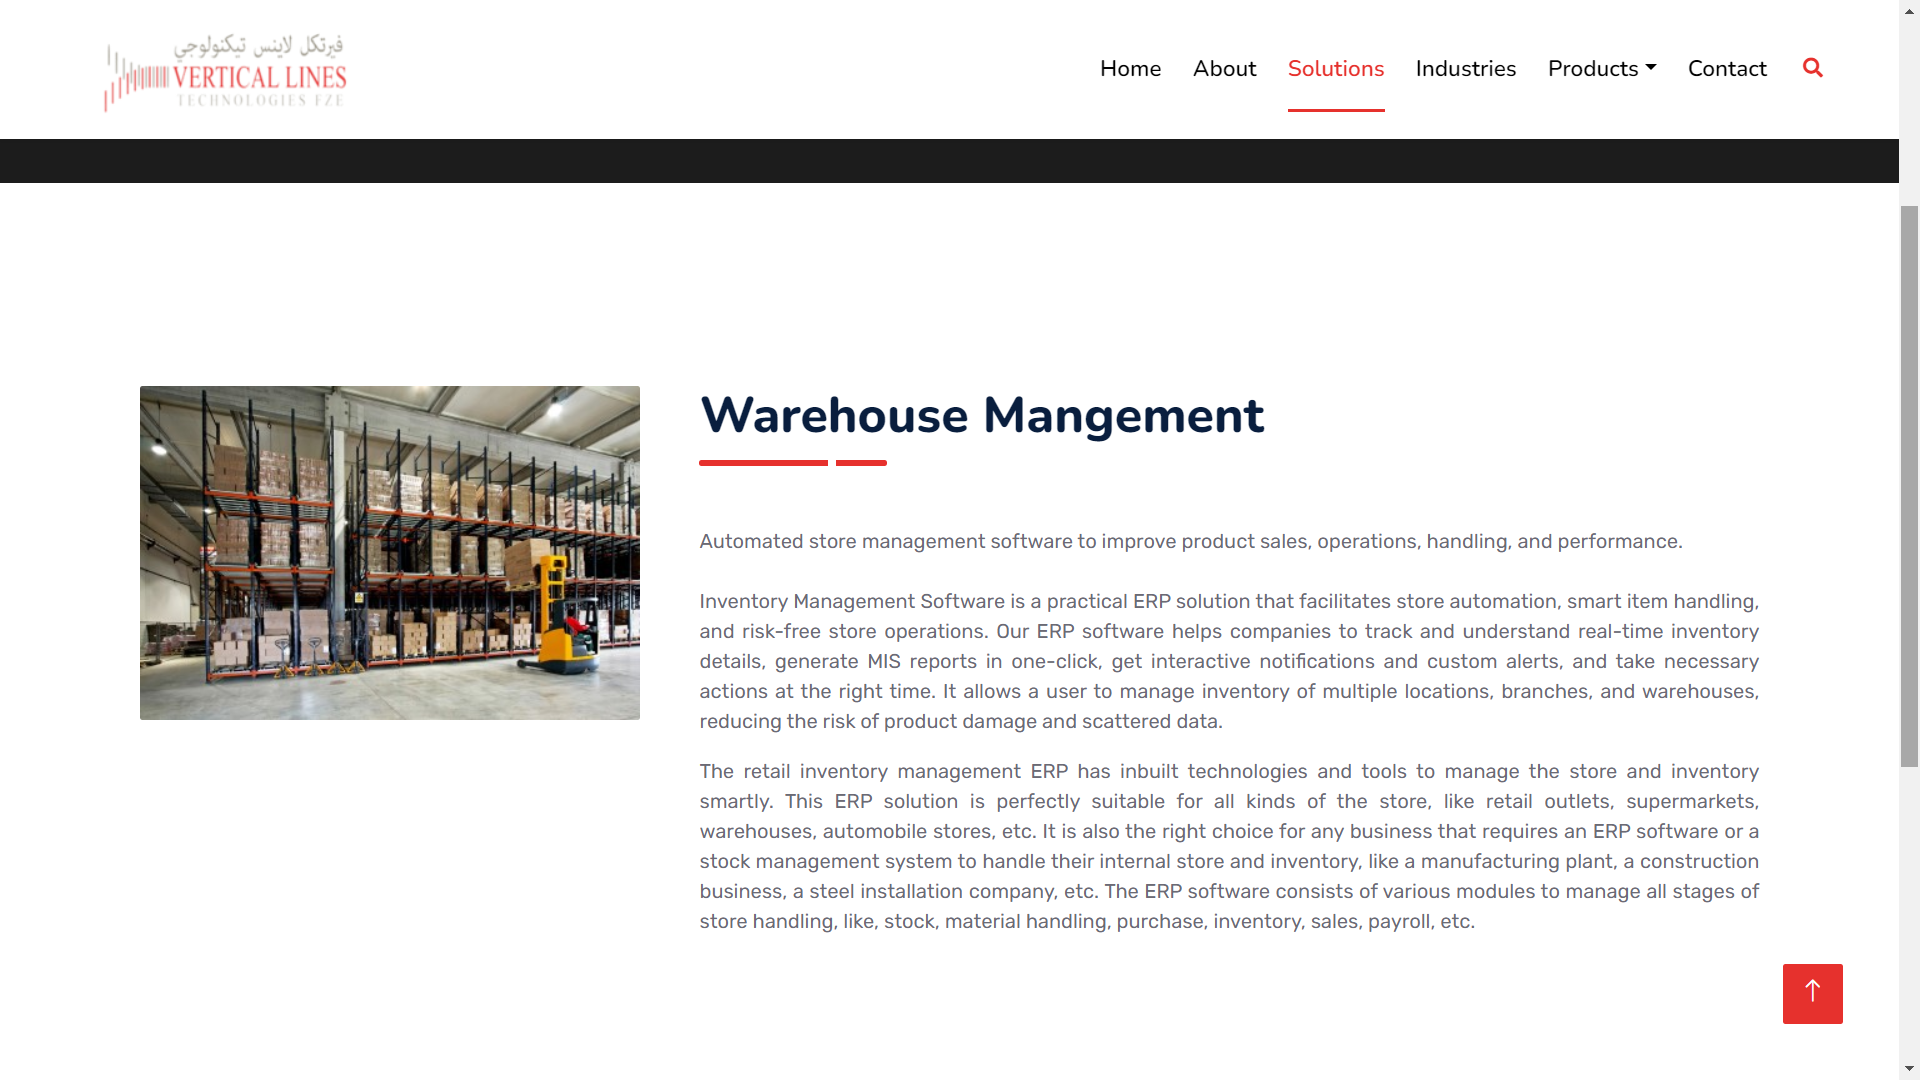 فيرتكل لاينس تيكنولوجي
VERTICAL LINES
TECHNOLOGIES FZE
Home About Solutions Industries Products Contact
Warehouse Mangement
Automated store management software to improve product sales, operations, handling, and performance.
Inventory Management Software is a practical ERP solution that facilitates store automation, smart item handling,
and risk-free store operations. Our ERP software helps companies to track and understand real-time inventory
details, generate MIS reports in one-click, get interactive notifications and custom alerts, and take necessary
actions at the right time. It allows a user to manage inventory of multiple locations, branches, and warehouses,
reducing the risk of product damage and scattered data.
The retail inventory management ERP has inbuilt technologies and tools to manage the store and inventory
smartly. This ERP solution is perfectly suitable for all kinds of the store, like retail outlets, supermarkets,
warehouses, automobile stores, etc. It is also the right choice for any business that requires an ERP software or a
stock management system to handle their internal store and inventory, like a manufacturing plant, a construction
business, a steel installation company, etc. The ERP software consists of various modules to manage all stages of
store handling, like, stock, material handling, purchase, inventory, sales, payroll, etc.